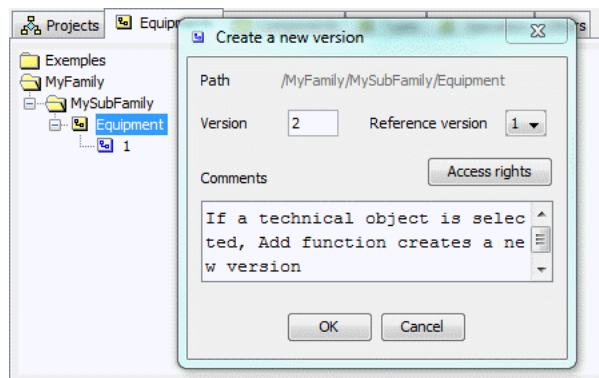 Projects
Equip
Create a new version
Exemples
MyFamily
MySubFamily
Equipment
1
Path /MyFamily/MySubFamily/Equipment
Version 2 Reference version 1
Comments Access rights
If a technical object is selec
ted, Add function creates a ne
w version
OK Cancel